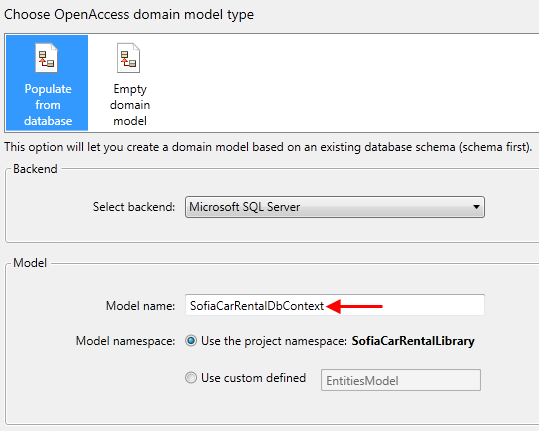 Choose OpenAccess domain model type
Populate from database
Empty domain model
This option will let you create a domain model based on an existing database schema (schema first).
Backend
Select backend: Microsoft SQL Server
Model
Model name: SofiaCarRentalDbContext
Model namespace: Use the project namespace: SofiaCarRentalLibrary
Use custom defined EntitiesModel